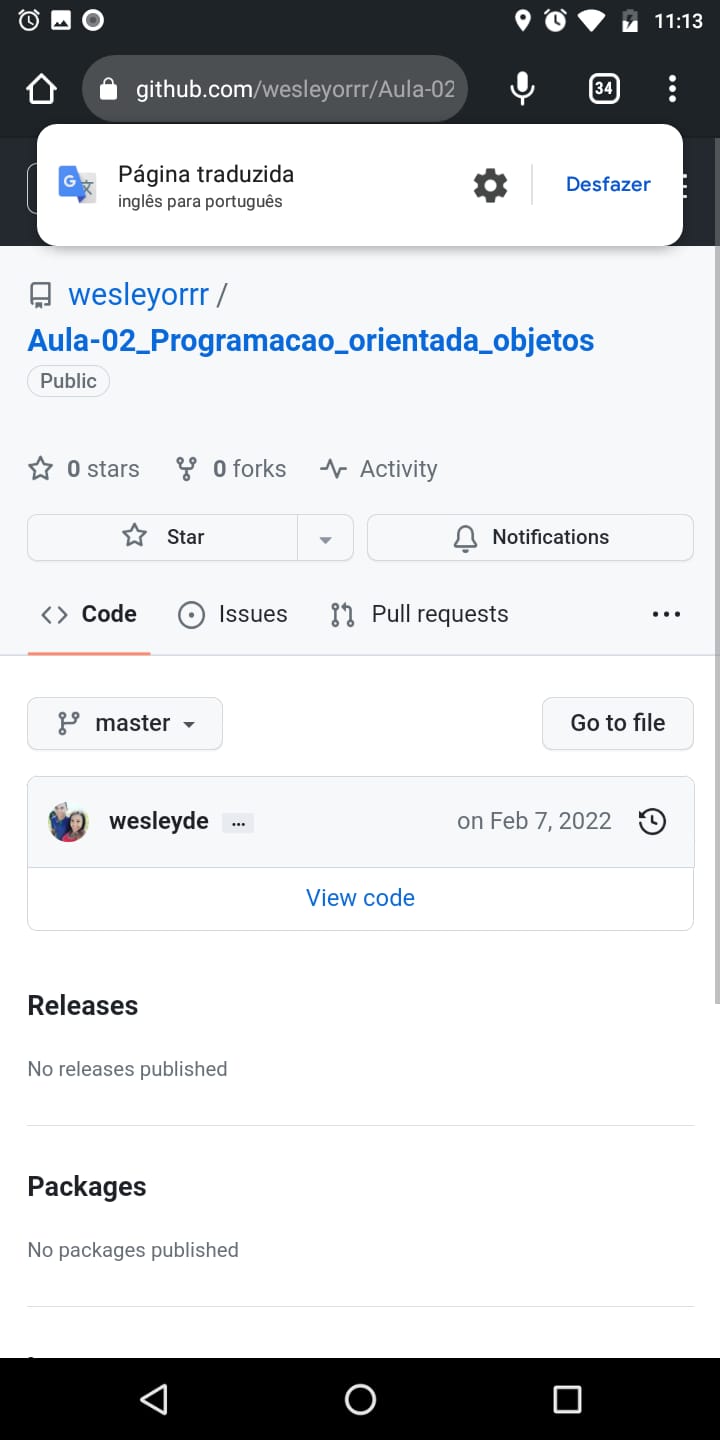 11:13
github.com/wesleyorrr/Aula-02
34
Página traduzida
inglês para português
Desfazer
wesleyorrr /
Aula-02_Programacao_orientada_objetos
Public
0 stars 0 forks Activity
Star Notifications
Code Issues Pull requests ...
master Go to file
wesleyde ... on Feb 7, 2022
View code
Releases
No releases published
Packages
No packages published